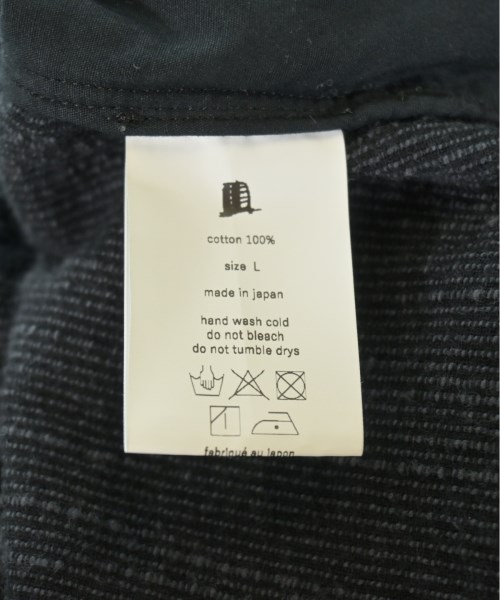 cotton 100%
size L
made in japan
hand wash cold
do not bleach
do not tumble drys
fabriqué au japon